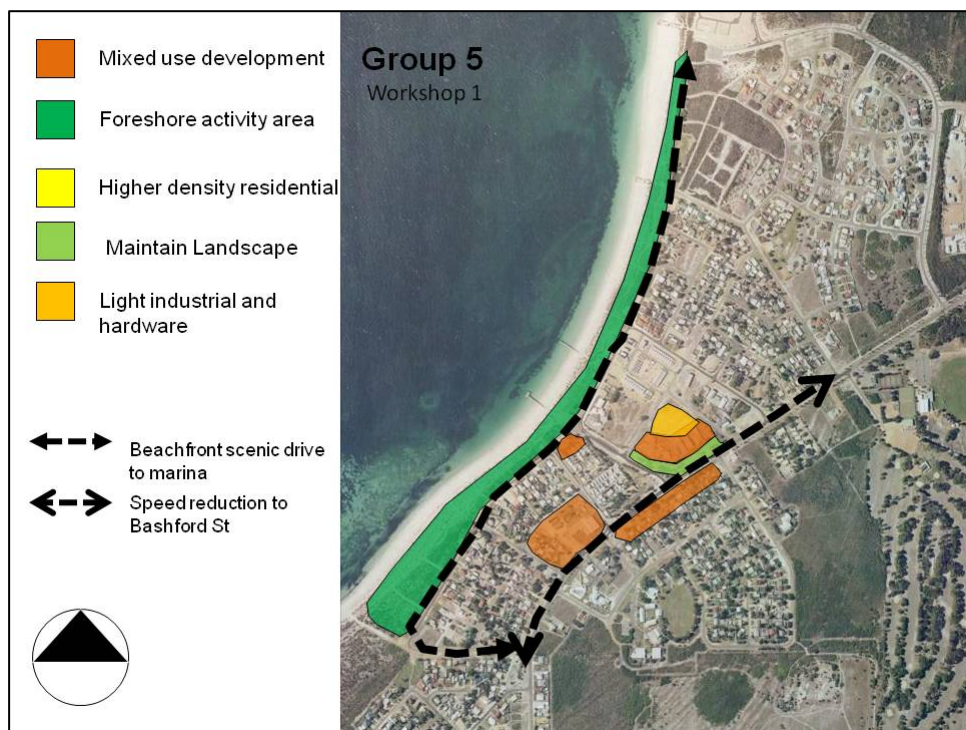 Mixed use development
Foreshore activity area
Higher density residential
Maintain Landscape
Light industrial and
hardware
Beachfront scenic drive
to marina
Speed reduction to
Bashford St
Group 5
Workshop 1